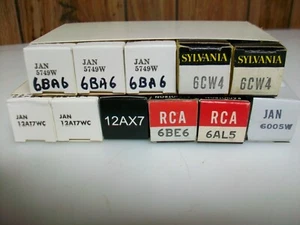 JAN
5749W
6BA6
JAN
5749W
6BA6
JAN
5749W
6BA6
SYLVANIA
6CW4
SYLVANIA
6CW4
JAN
12AT7WC
JAN
12AT7WC
12AX7
RCA
6BE6
RCA
6AL5
JAN
6005W